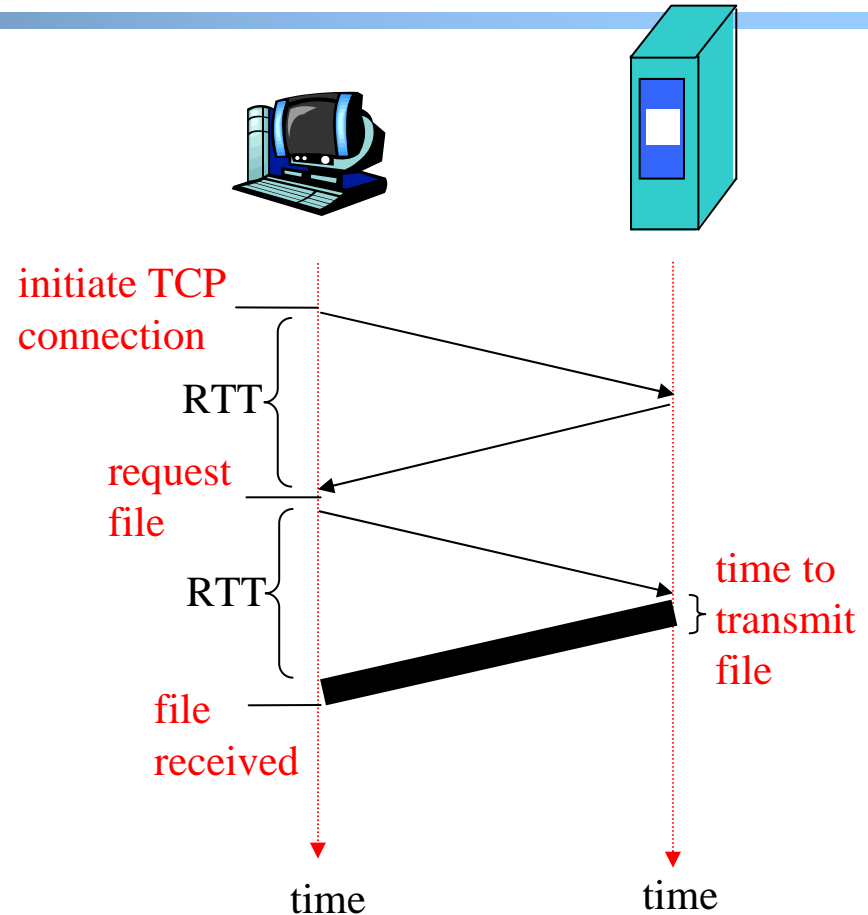 initiate TCP
connection
RTT
request
file
RTT
time to
transmit
file
file
received
time
time